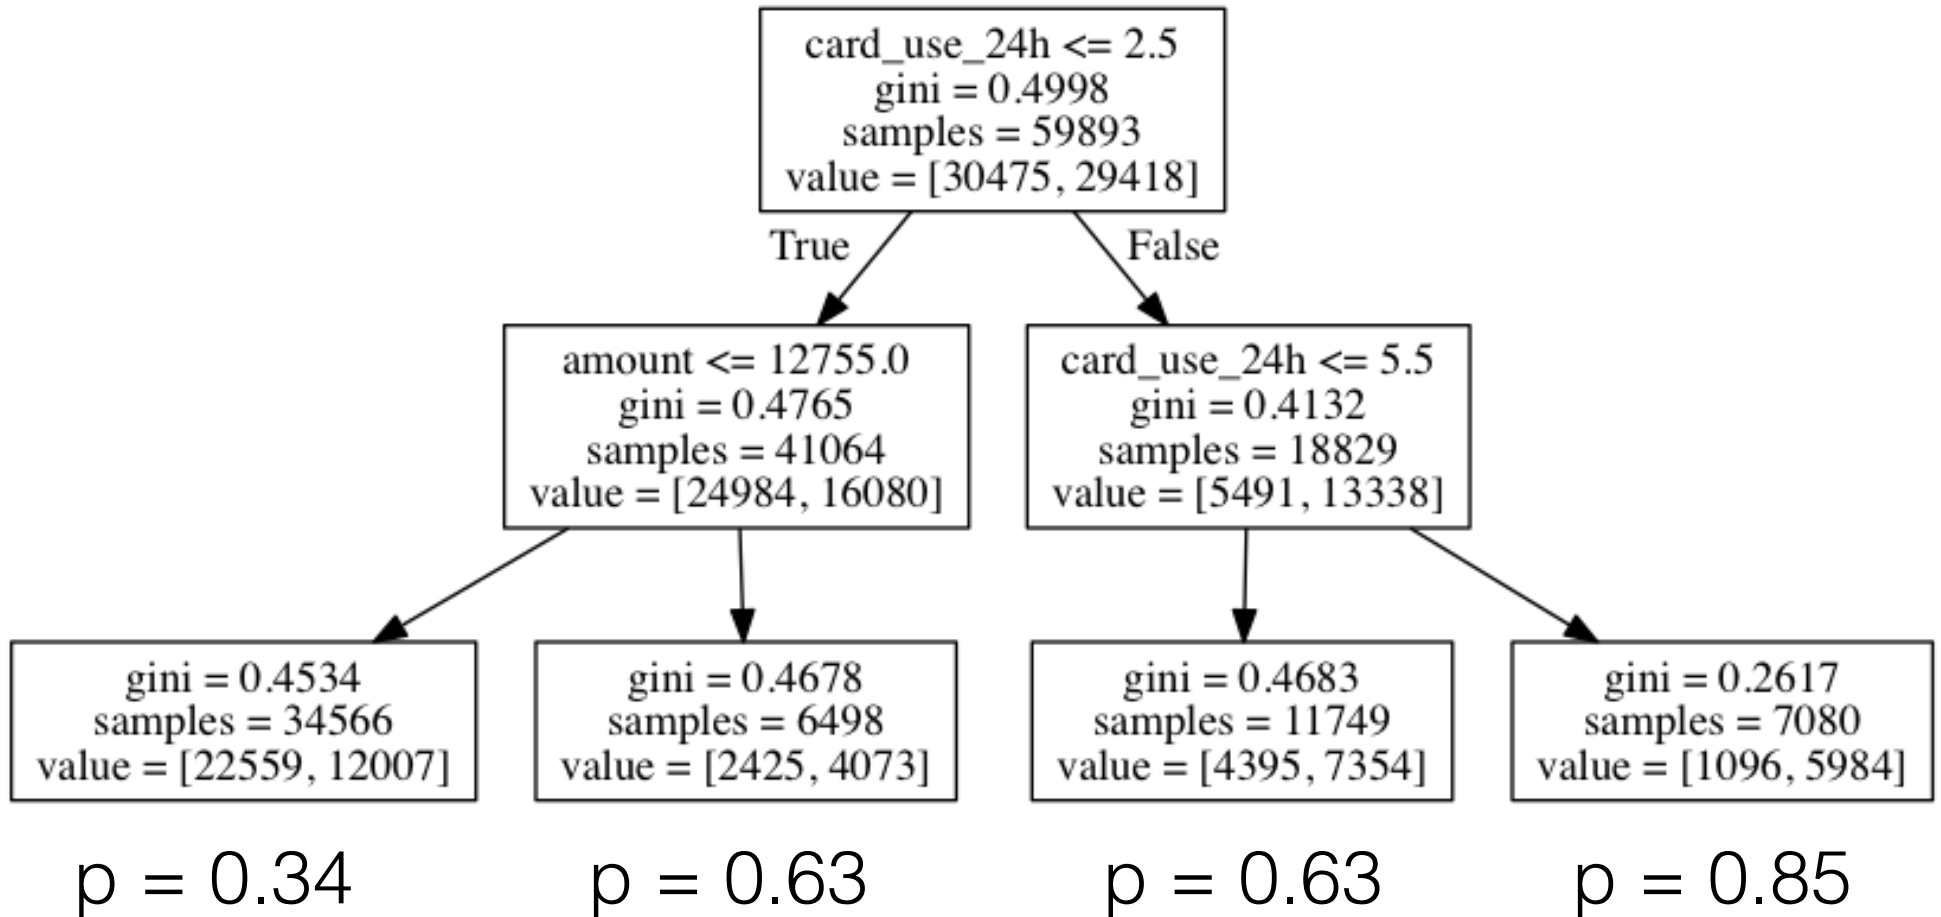 card_use_24h <= 2.5
gini = 0.4998
samples = 59893
value = [30475, 29418]
True
False
amount <= 12755.0
gini = 0.4765
samples = 41064
value = [24984, 16080]
card_use_24h <= 5.5
gini = 0.4132
samples = 18829
value = [5491, 13338]
gini = 0.4534
samples = 34566
value = [22559, 12007]
gini = 0.4678
samples = 6498
value = [2425, 4073]
gini = 0.4683
samples = 11749
value = [4395, 7354]
gini = 0.2617
samples = 7080
value = [1096, 5984]
p = 0.34
p = 0.63
p = 0.63
p = 0.85